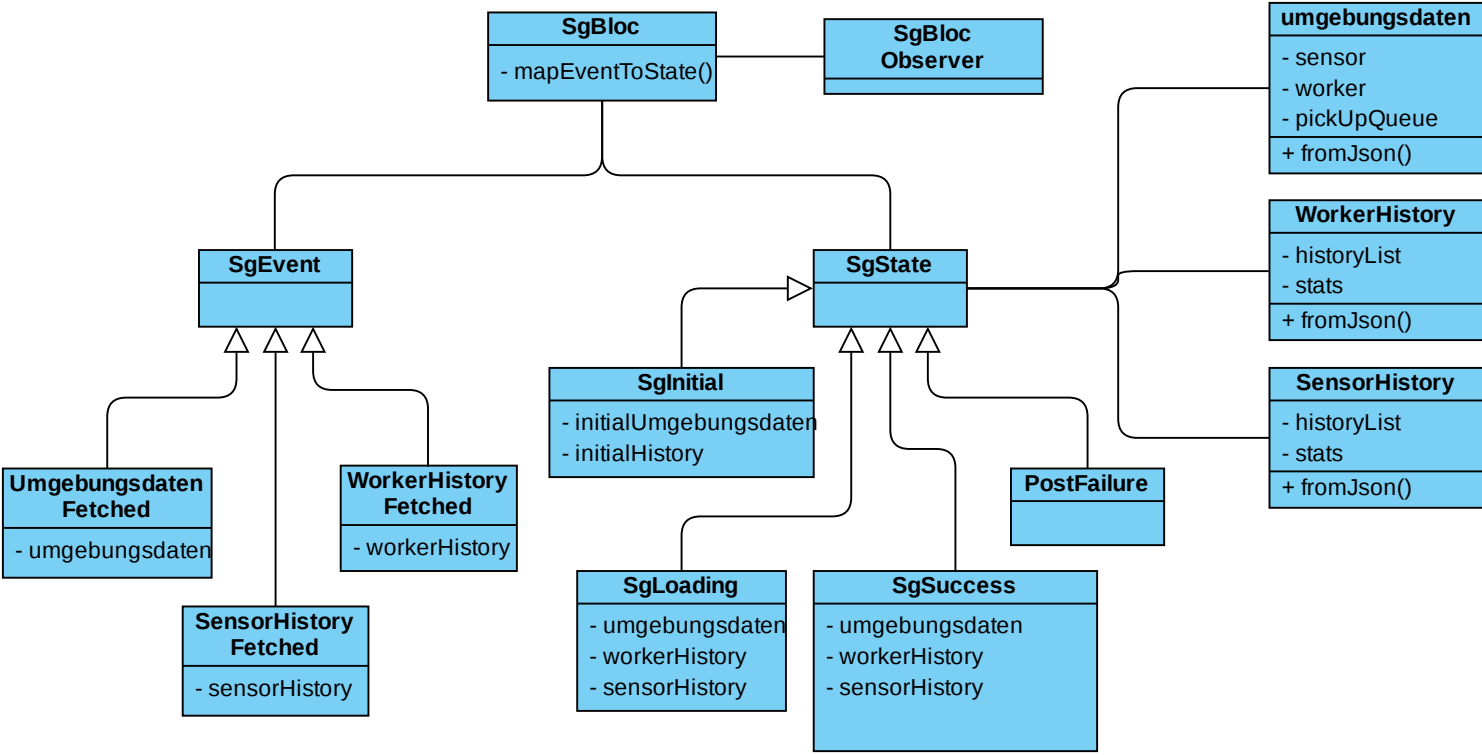 SgBloc
- mapEventToState()
SgBloc
Observer
umgebungsdaten
- sensor
- worker
- pickUpQueue
+ fromJson()
WorkerHistory
- historyList
- stats
+ fromJson()
SensorHistory
- historyList
- stats
+ fromJson()
SgEvent
SgState
SgInitial
- initialUmgebungsdaten
- initialHistory
Umgebungsdaten
Fetched
- umgebungsdaten
WorkerHistory
Fetched
- workerHistory
SensorHistory
Fetched
- sensorHistory
PostFailure
SgLoading
- umgebungsdaten
- workerHistory
- sensorHistory
SgSuccess
- umgebungsdaten
- workerHistory
- sensorHistory